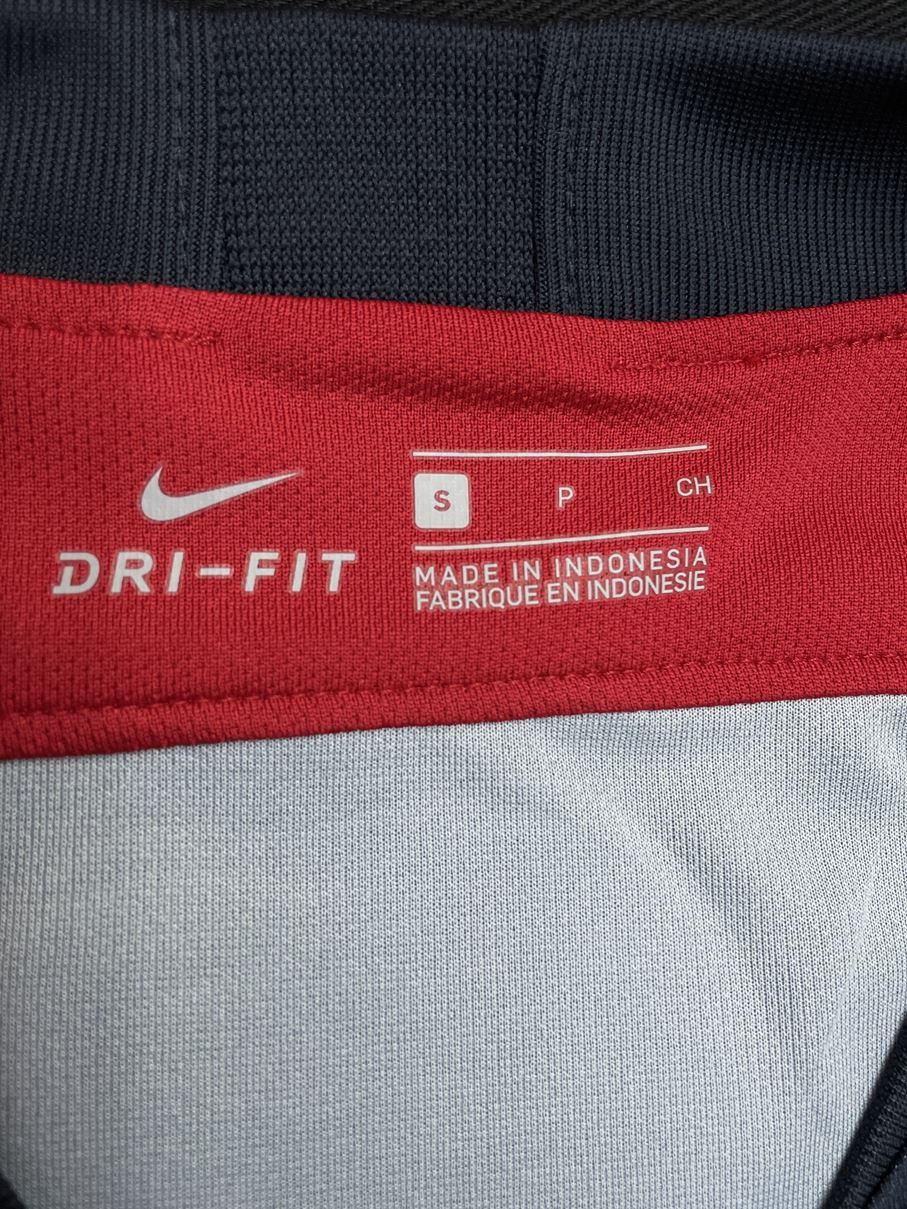 DRI-FIT
S P CH
MADE IN INDONESIA
FABRIQUE EN INDONESIE